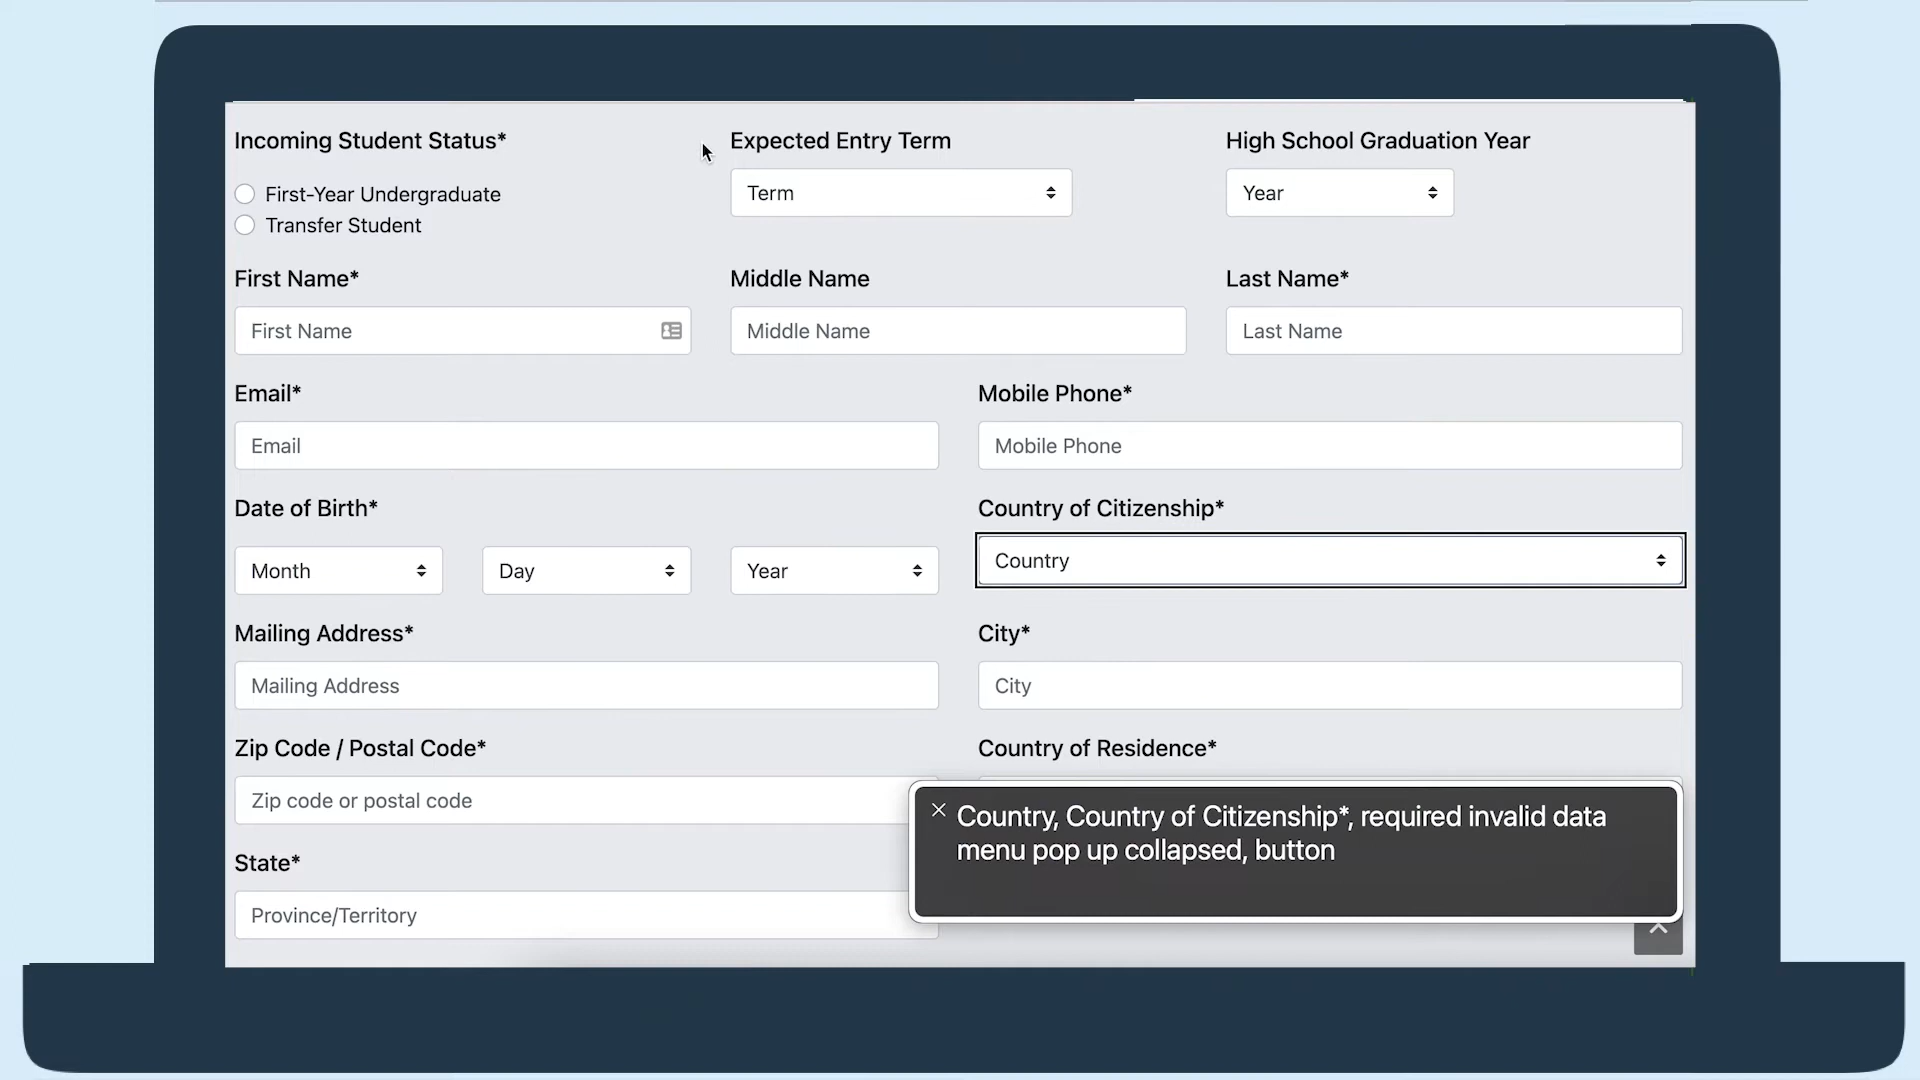 Incoming Student Status*
Expected Entry Term
High School Graduation Year
First-Year Undergraduate
Transfer Student
Term
Year
First Name*
Middle Name
Last Name*
First Name
Middle Name
Last Name
Email*
Mobile Phone*
Email
Mobile Phone
Date of Birth*
Country of Citizenship*
Month
Day
Year
Country
Mailing Address*
City*
Mailing Address
City
Zip Code / Postal Code*
Country of Residence*
Zip code or postal code
Country, Country of Citizenship*, required invalid data
menu pop up collapsed, button
State*
Province/Territory